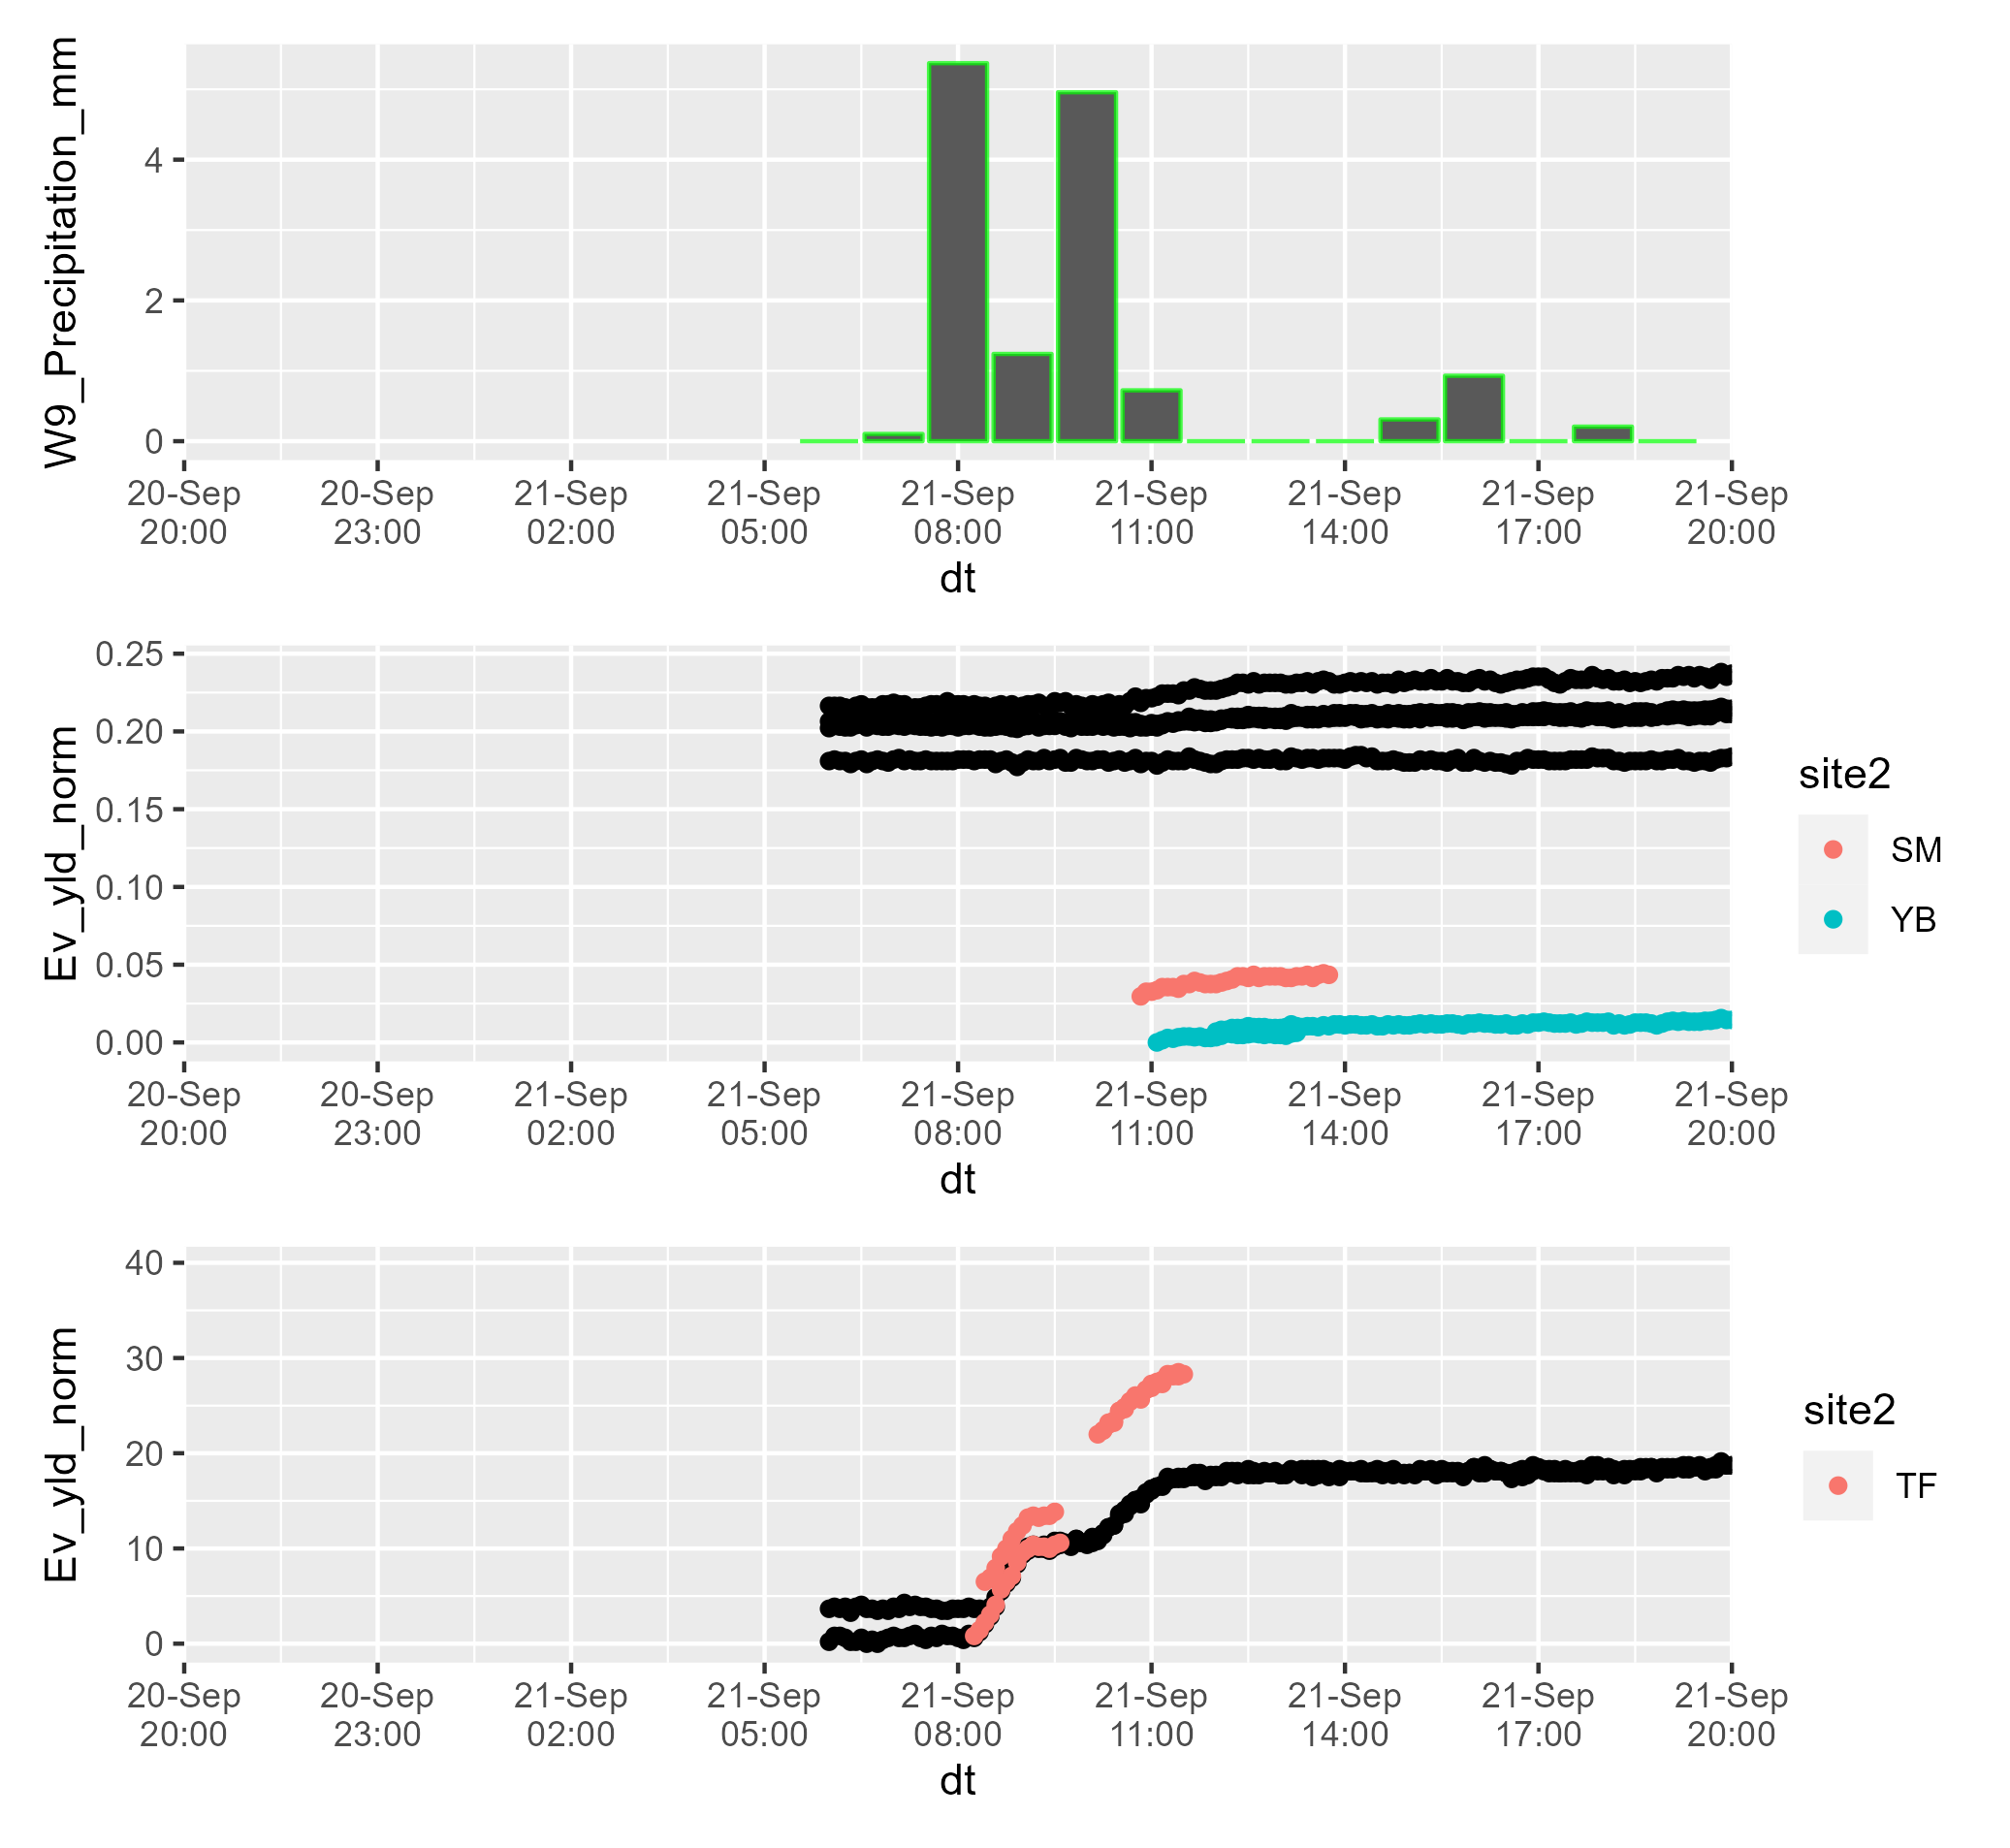 W9_Precipitation_mm
4
2
0
20-Sep 20-Sep 21-Sep 21-Sep 21-Sep 21-Sep 21-Sep 21-Sep 21-Sep
20:00 23:00 02:00 05:00 08:00 11:00 14:00 17:00 20:00
dt
Ev_yld_norm
0.25
0.20
0.15
0.10
0.05
0.00
20-Sep 20-Sep 21-Sep 21-Sep 21-Sep 21-Sep 21-Sep 21-Sep 21-Sep
20:00 23:00 02:00 05:00 08:00 11:00 14:00 17:00 20:00
dt
site2
SM
YB
Ev_yld_norm
40
30
20
10
0
20-Sep 20-Sep 21-Sep 21-Sep 21-Sep 21-Sep 21-Sep 21-Sep 21-Sep
20:00 23:00 02:00 05:00 08:00 11:00 14:00 17:00 20:00
dt
site2
TF